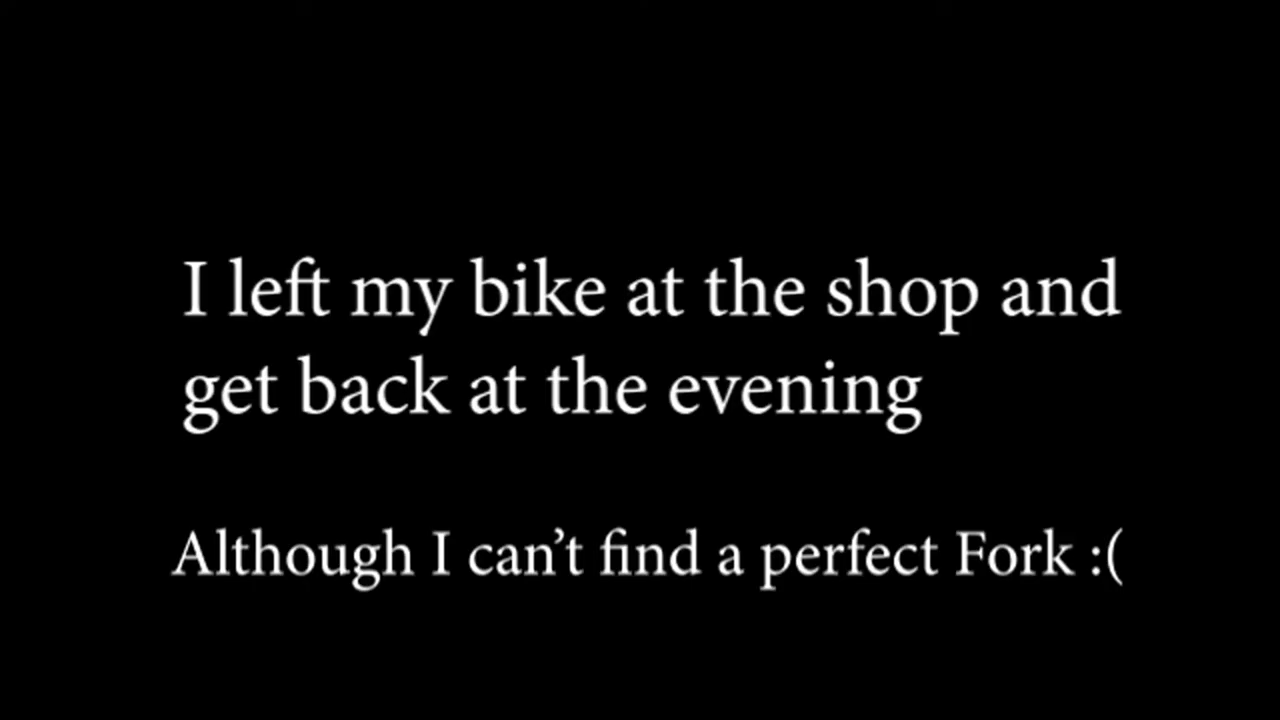 I left my bike at the shop and
get back at the evening
Although I can’t find a perfect Fork :(